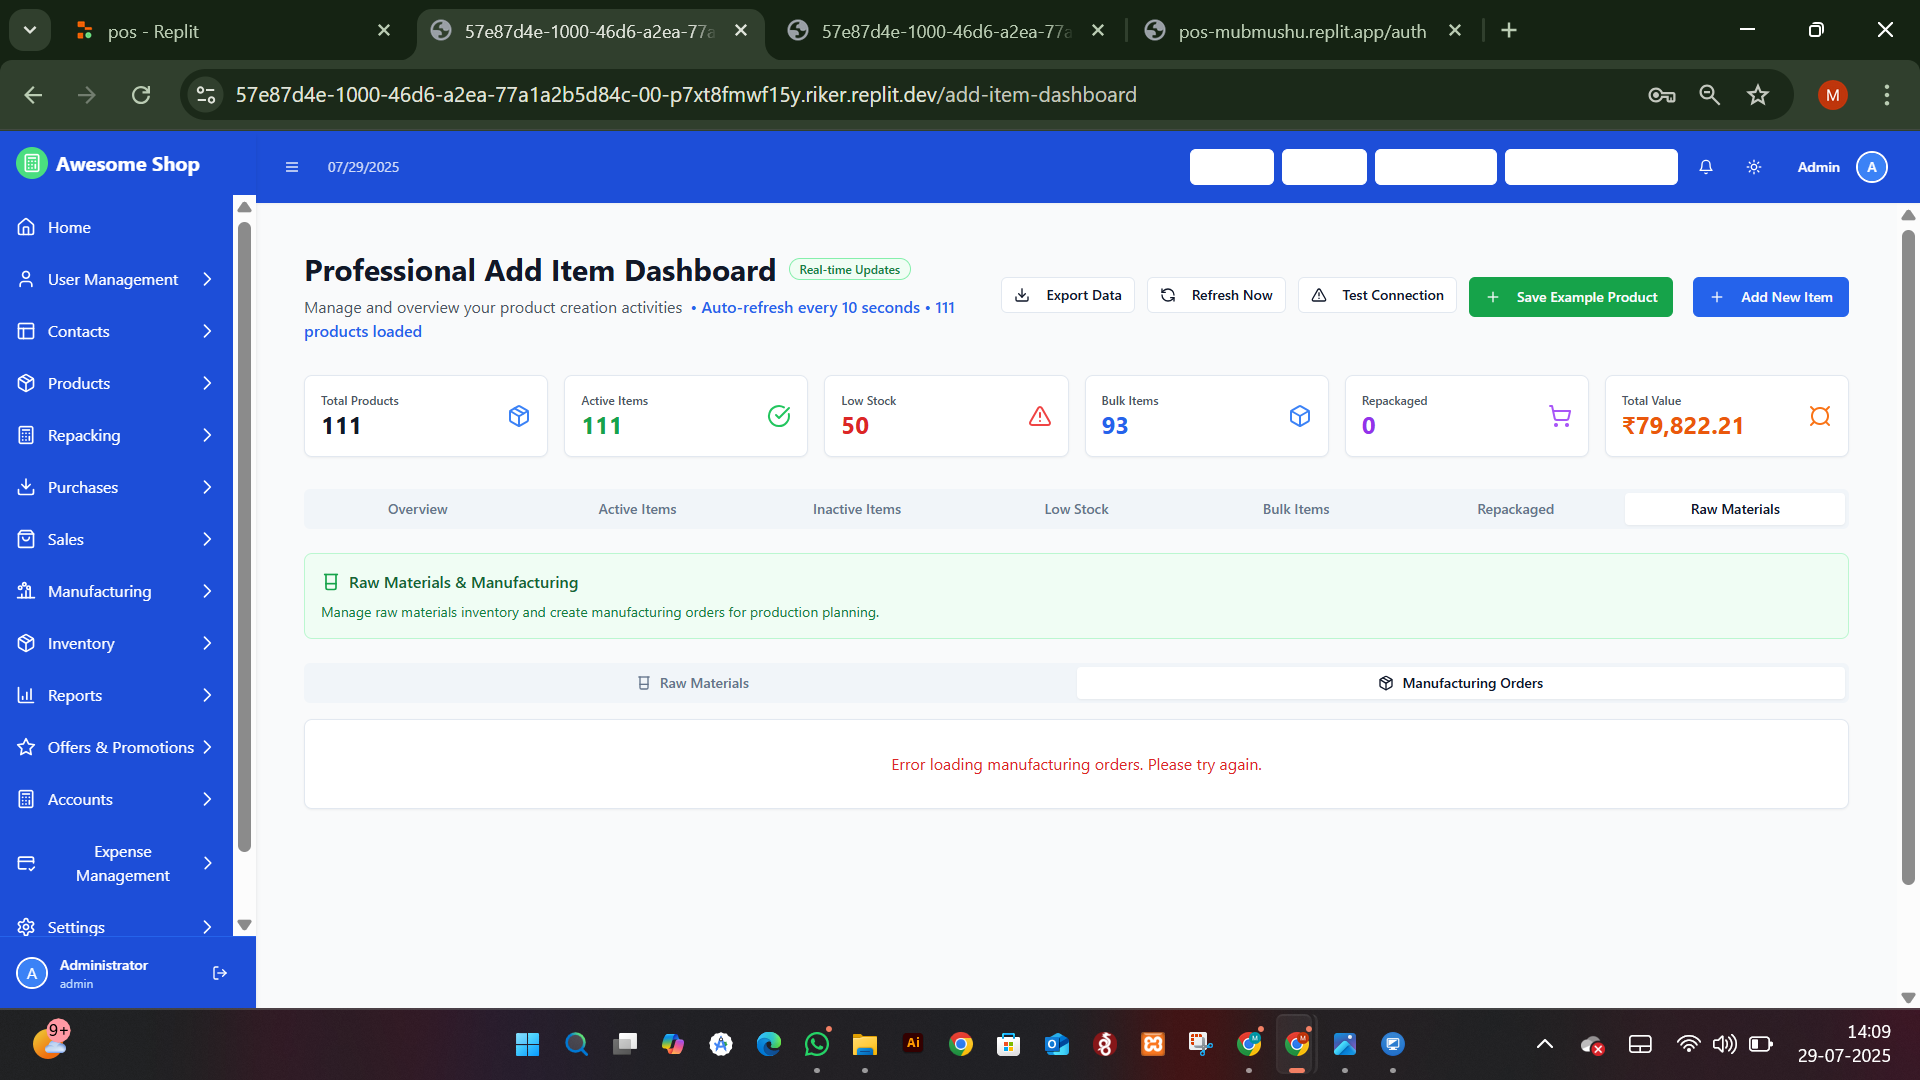 pos - Replit
57e87d4e-1000-46d6-a2ea-77a
57e87d4e-1000-46d6-a2ea-77a
pos-mubmushu.replit.app/auth
57e87d4e-1000-46d6-a2ea-77a1a2b5d84c-00-p7xt8fmwf15y.riker.replit.dev/add-item-dashboard
M
Awesome Shop
07/29/2025
Admin
A
Home
User Management
Contacts
Products
Repacking
Purchases
Sales
Manufacturing
Inventory
Reports
Offers & Promotions
Accounts
Expense
Management
Settings
A
Administrator
admin
Professional Add Item Dashboard
Real-time Updates
Manage and overview your product creation activities • Auto-refresh every 10 seconds • 111
products loaded
Export Data
Refresh Now
Test Connection
Save Example Product
Add New Item
Total Products
111
Active Items
111
Low Stock
50
Bulk Items
93
Repackaged
0
Total Value
₹79,822.21
Overview
Active Items
Inactive Items
Low Stock
Bulk Items
Repackaged
Raw Materials
Raw Materials & Manufacturing
Manage raw materials inventory and create manufacturing orders for production planning.
Raw Materials
Manufacturing Orders
Error loading manufacturing orders. Please try again.
9+
Ai
14:09
29-07-2025